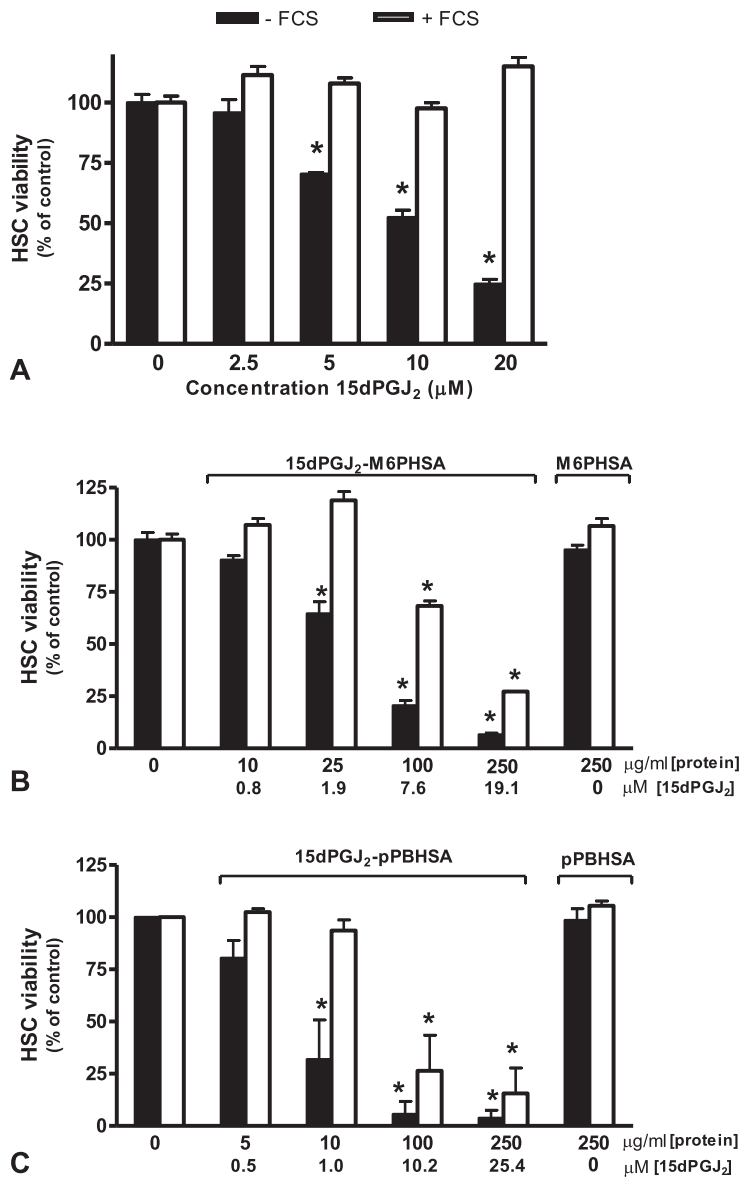 - FCS + FCS
HSC viability
(% of control)
100
75
50
25
0
* * *
0 2.5 5 10 20
Concentration 15dPGJ₂ (μM)
A
15dPGJ₂-M6PHSA M6PHSA
HSC viability
(% of control)
125
100
75
50
25
0
* * * * *
0 10 25 100 250 250 μg/ml [protein]
0.8 1.9 7.6 19.1 0 μM [15dPGJ₂]
B
15dPGJ₂-pPBHSA pPBHSA
HSC viability
(% of control)
125
100
75
50
25
0
* * * * *
0 5 10 100 250 250 μg/ml [protein]
0.5 1.0 10.2 25.4 0 μM [15dPGJ₂]
C